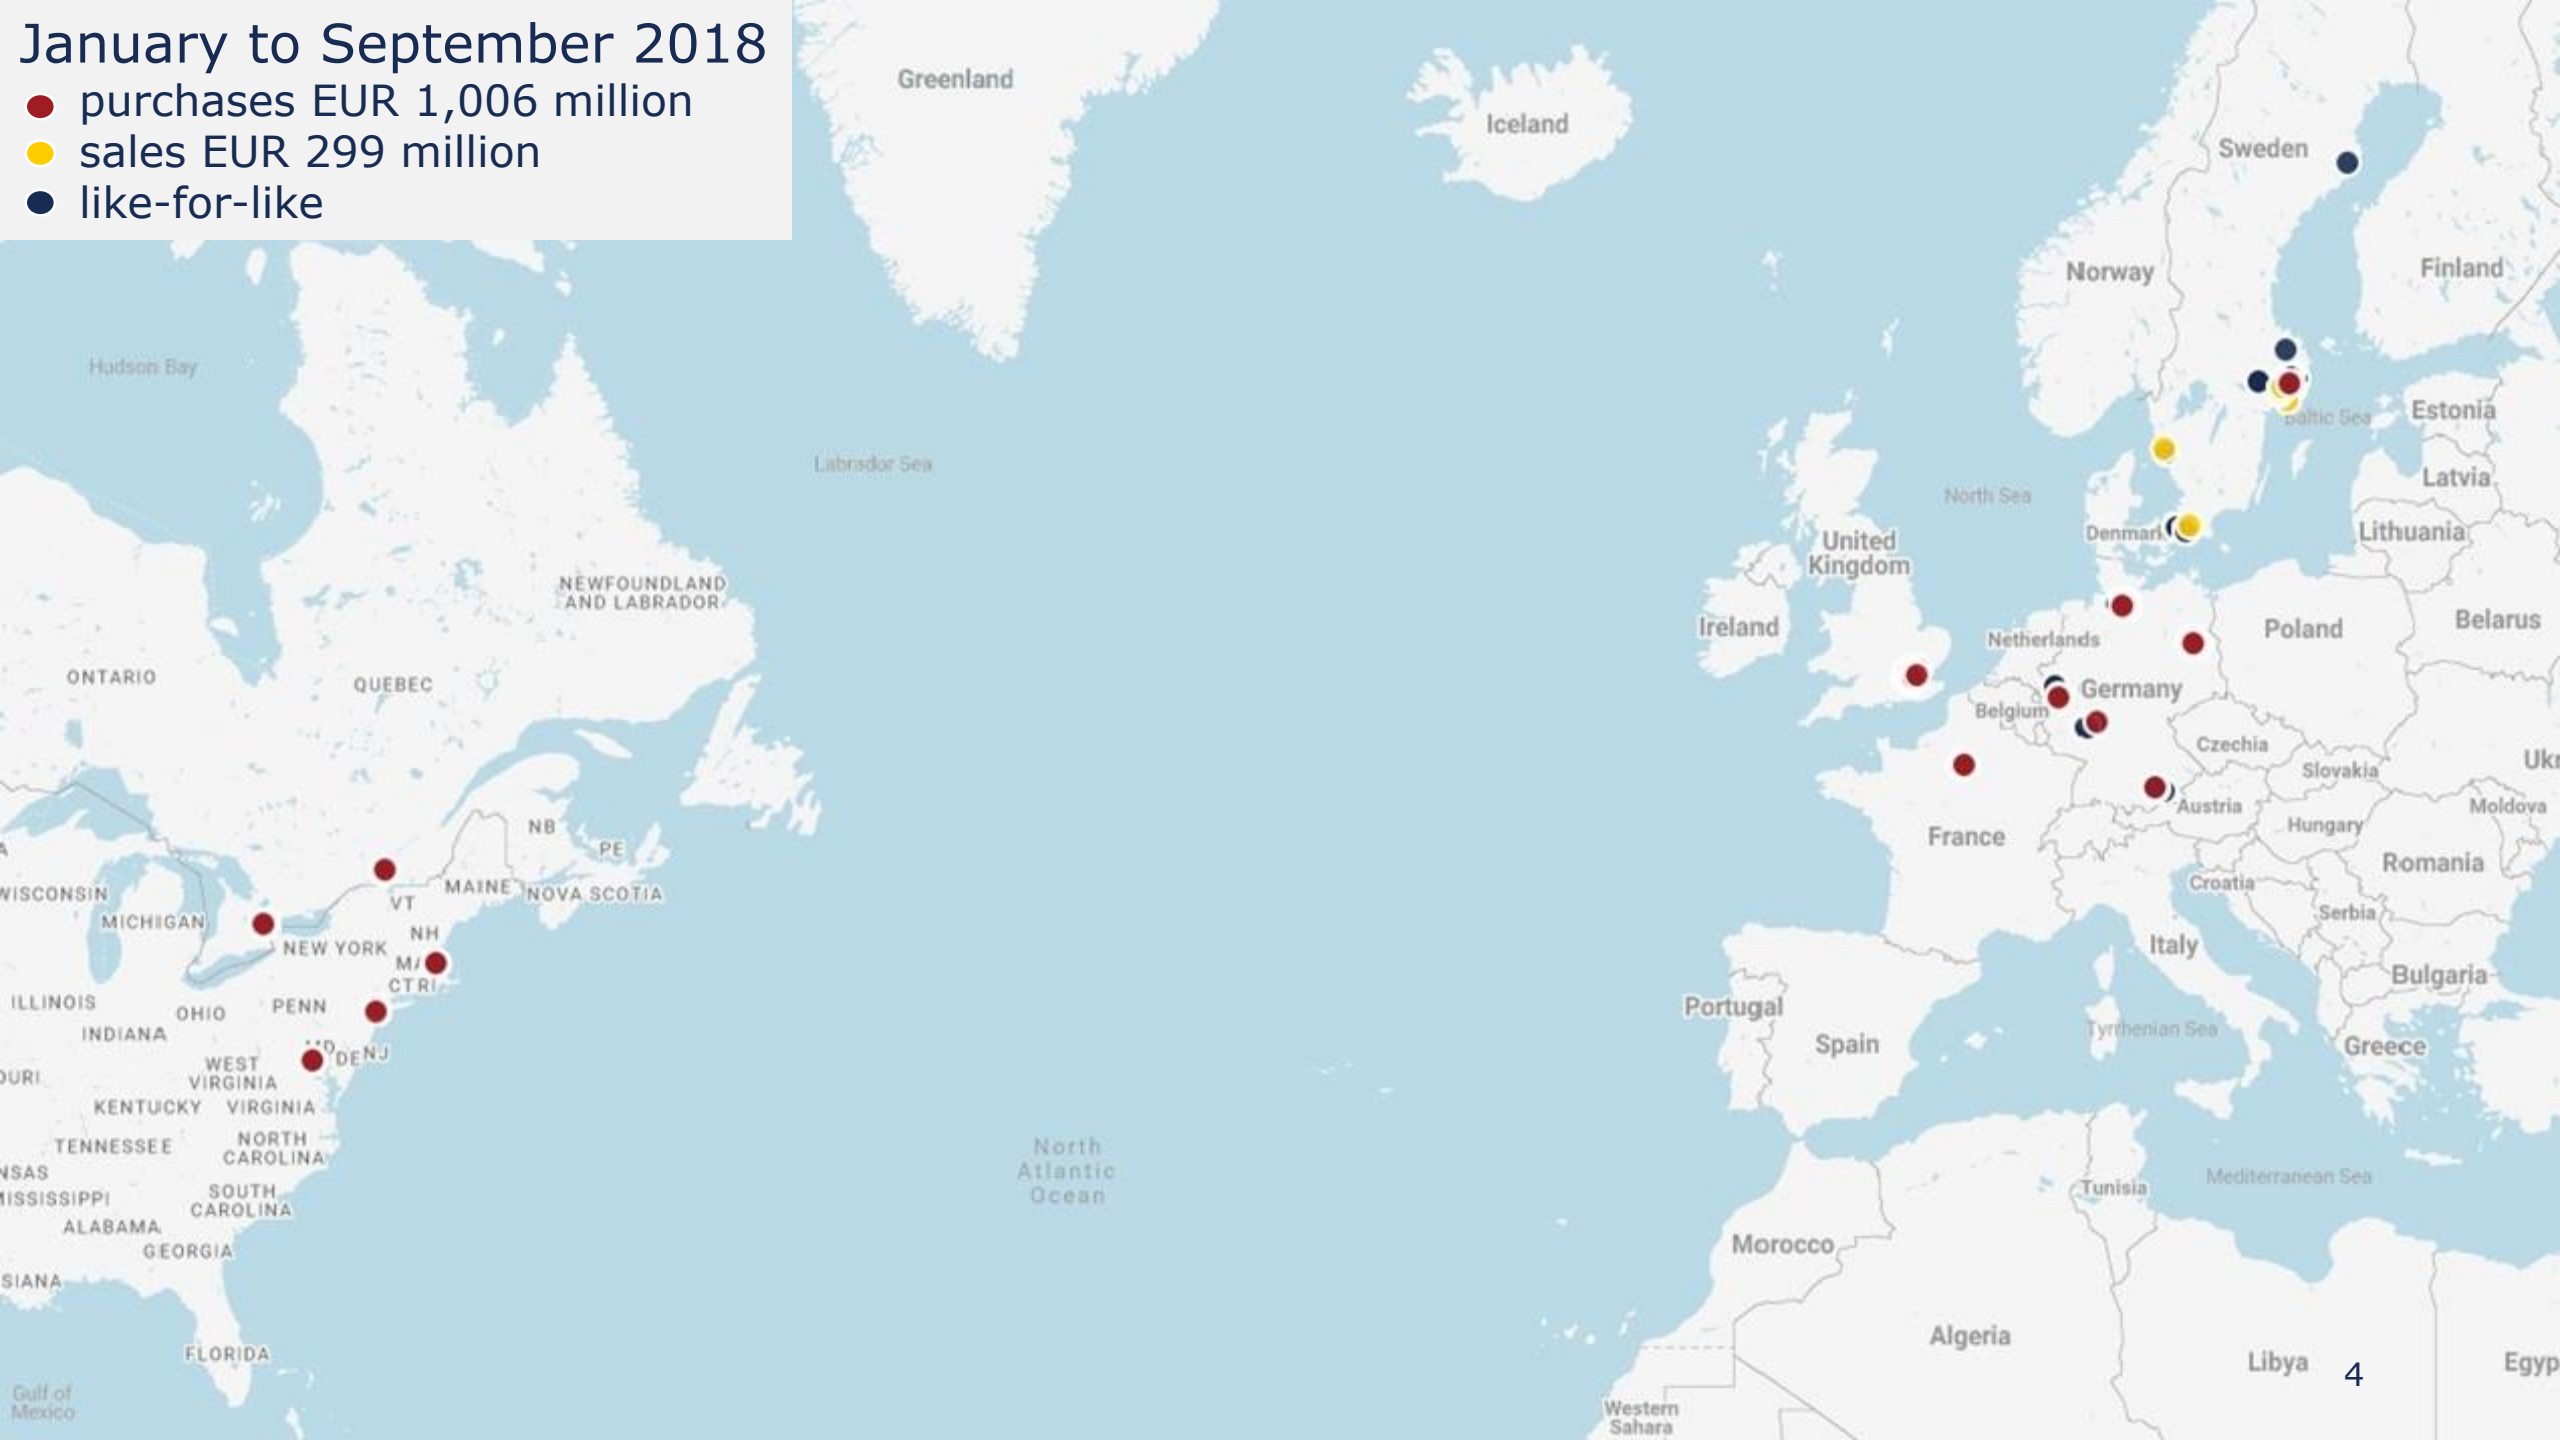 January to September 2018
purchases EUR 1,006 million
sales EUR 299 million
like-for-like
Greenland
Iceland
Sweden
Norway
Finland
Hudson Bay
Labrador Sea
Baltic Sea
Estonia
Latvia
North Sea
Lithuania
United
Kingdom
NEWFOUNDLAND
AND LABRADOR
Ireland
Netherlands
Poland
Belarus
ONTARIO
QUEBEC
Germany
Belgium
Czechia
Slovakia
Austria
Moldova
Hungary
France
Romania
NB
PE
MAINE
NOVA SCOTIA
WISCONSIN
MICHIGAN
VT
NH
NEW YORK
CT RI
Croatia
Serbia
Italy
Bulgaria
ILLINOIS
OHIO
PENN
INDIANA
Portugal
Spain
Tyrrhenian Sea
Greece
DE NJ
WEST
VIRGINIA
KENTUCKY
VIRGINIA
TENNESSEE
NORTH
CAROLINA
North
Atlantic
Ocean
SOUTH
CAROLINA
ALABAMA
GEORGIA
Mediterranean Sea
Tunisia
Morocco
Algeria
Libya
4
FLORIDA
Gulf of
Mexico
Western
Sahara